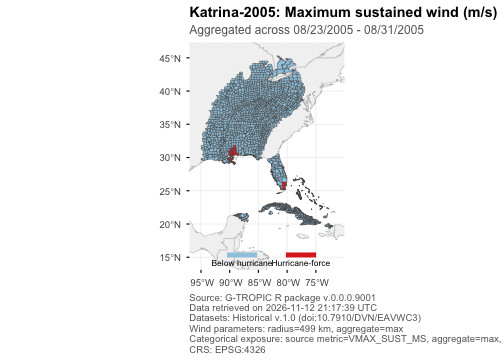 Katrina-2005: Maximum sustained wind (m/s)
Aggregated across 08/23/2005 - 08/31/2005
45°N
40°N
35°N
30°N
25°N
20°N
15°N
Below hurricane Hurricane-force
95°W 90°W 85°W 80°W 75°W
Source: G-TROPIC R package v.0.0.0.9001
Data retrieved on 2026-11-12 21:17:39 UTC
Datasets: Historical v.1.0 (doi:10.7910/DVN/EAVWC3)
Wind parameters: radius=499 km, aggregate=max
Categorical exposure: source metric=VMAX_SUST_MS, aggregate=max,
CRS: EPSG:4326